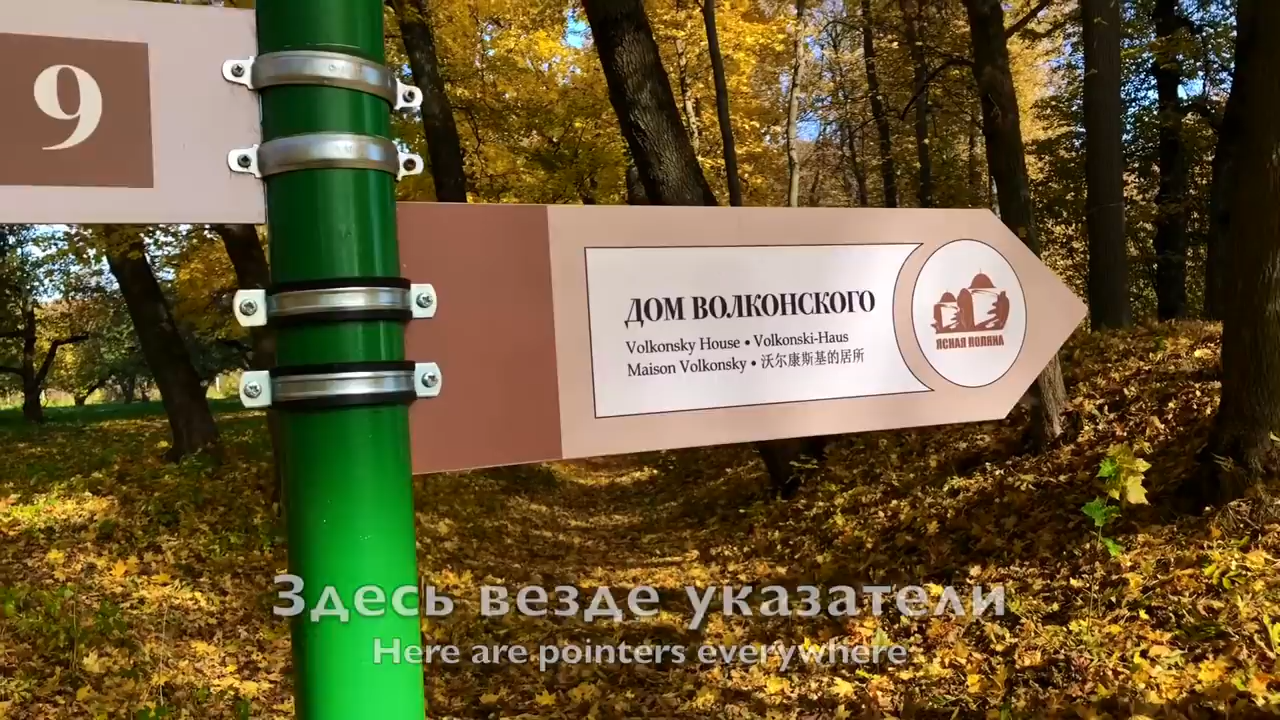 9
ДОМ ВОЛКОНСКОГО
Volkonsky House • Volkonski-Haus
Maison Volkonsky • 沃尔康斯基的居所
ЯСНАЯ ПОЛЯНА
Здесь везде указатели
Here are pointers everywhere